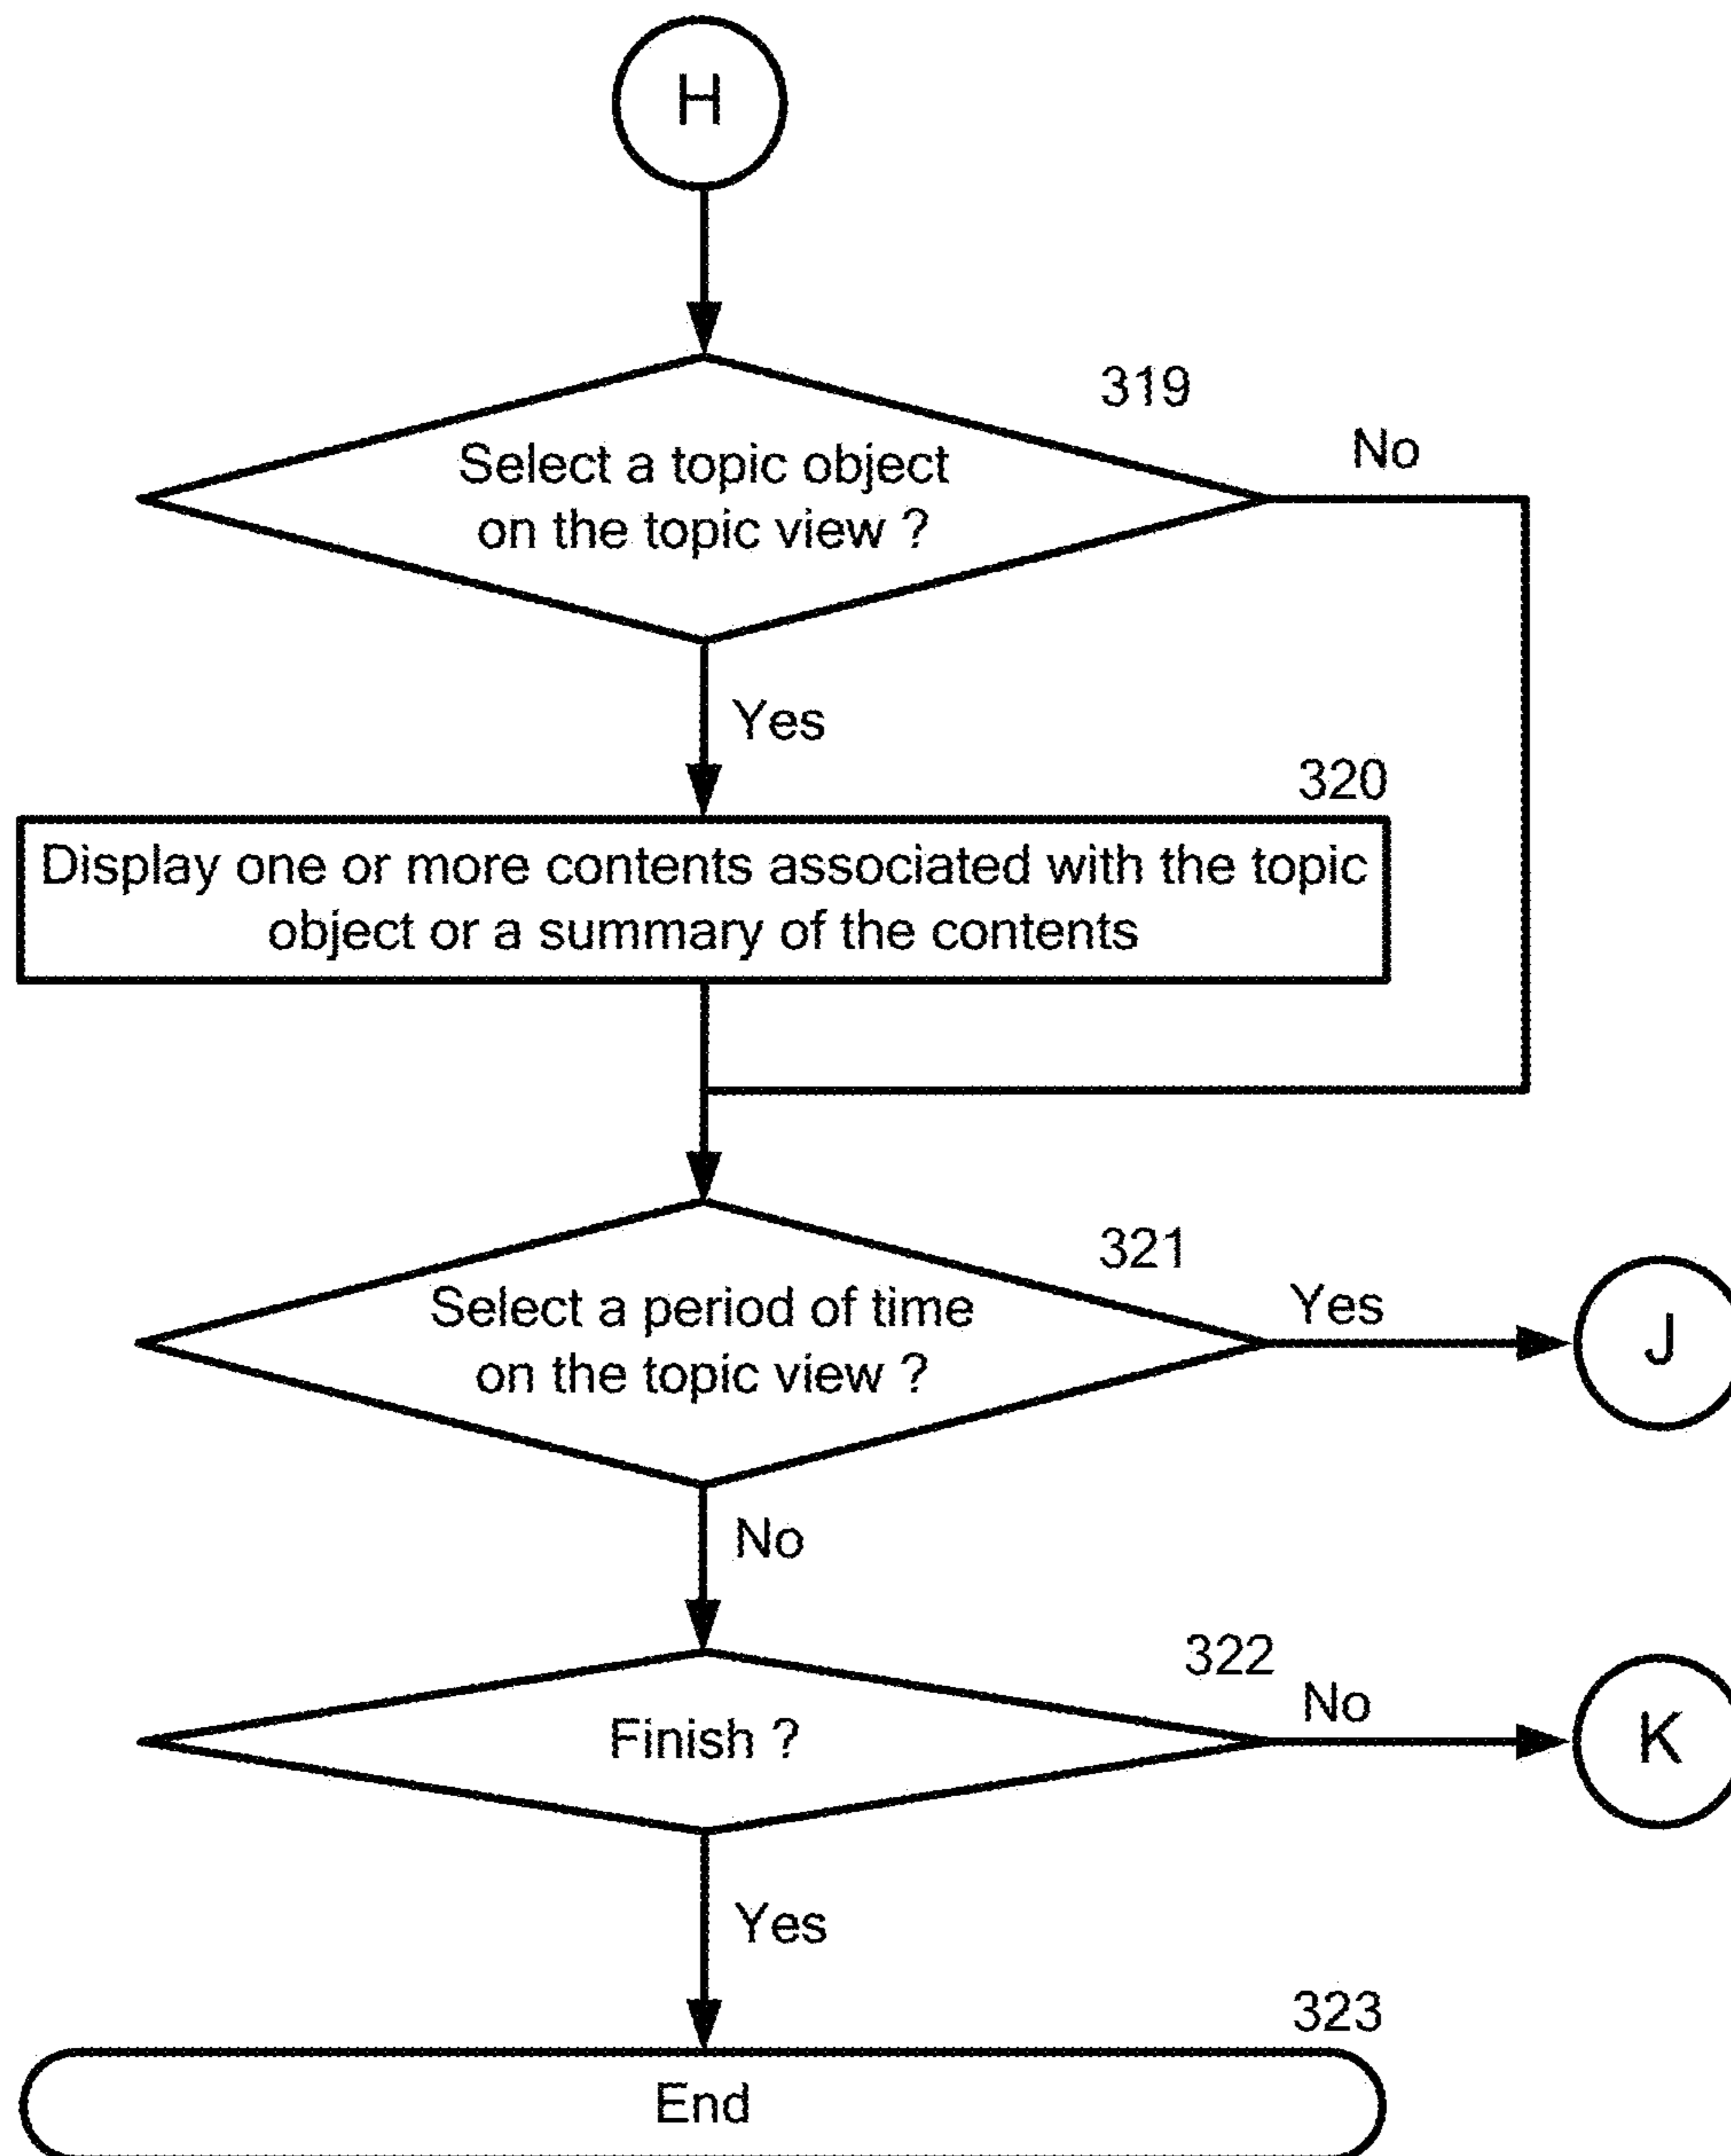 H
319
Select a topic object
on the topic view ?
No
Yes
320
Display one or more contents associated with the topic
object or a summary of the contents
321
Select a period of time
on the topic view ?
Yes
J
No
322
Finish ?
No
K
Yes
323
End